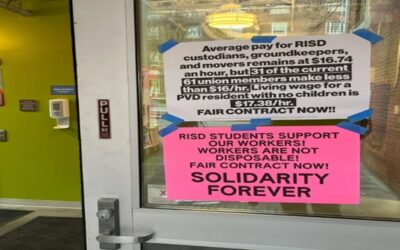 Average pay for RISD
custodians, groundkeepers,
and movers remains at $16.74
an hour, but 31 of the current
61 union members make less
than $16/hr. Living wage for a
PVD resident with no children is
$17.38/hr.
FAIR CONTRACT NOW!!
PULL
RISD STUDENTS SUPPORT
OUR WORKERS!
WORKERS ARE NOT
DISPOSABLE!
FAIR CONTRACT NOW!
SOLIDARITY
FOREVER